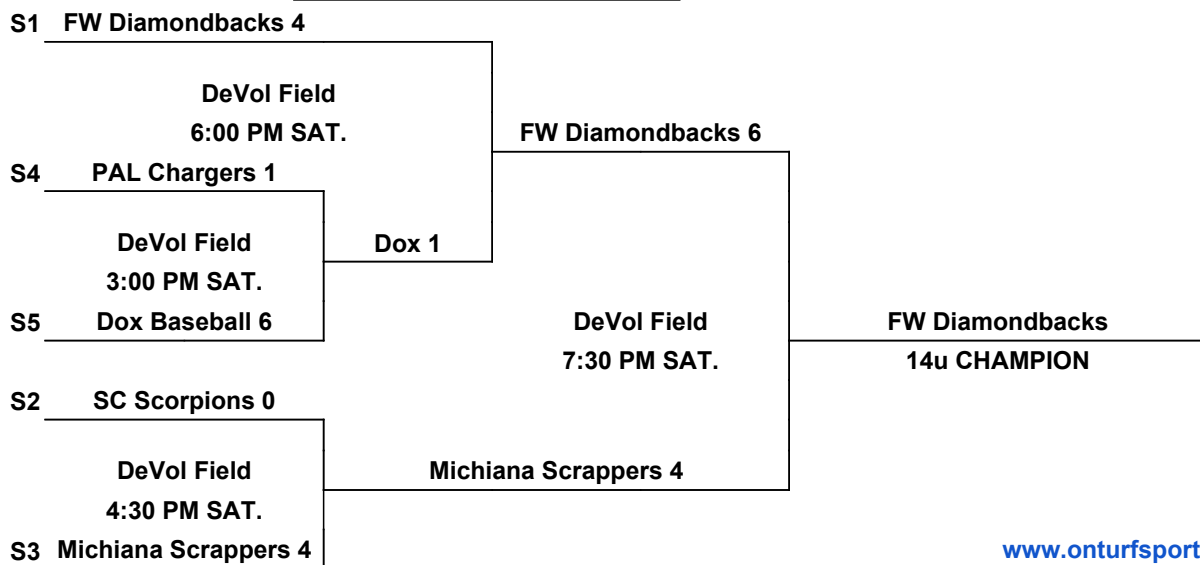 S1 FW Diamondbacks 4
DeVol Field
6:00 PM SAT.
FW Diamondbacks 6
S4 PAL Chargers 1
DeVol Field
Dox 1
3:00 PM SAT.
S5 Dox Baseball 6
DeVol Field
FW Diamondbacks
7:30 PM SAT.
14u CHAMPION
S2 SC Scorpions 0
DeVol Field
Michiana Scrappers 4
4:30 PM SAT.
S3 Michiana Scrappers 4
www.onturfsport